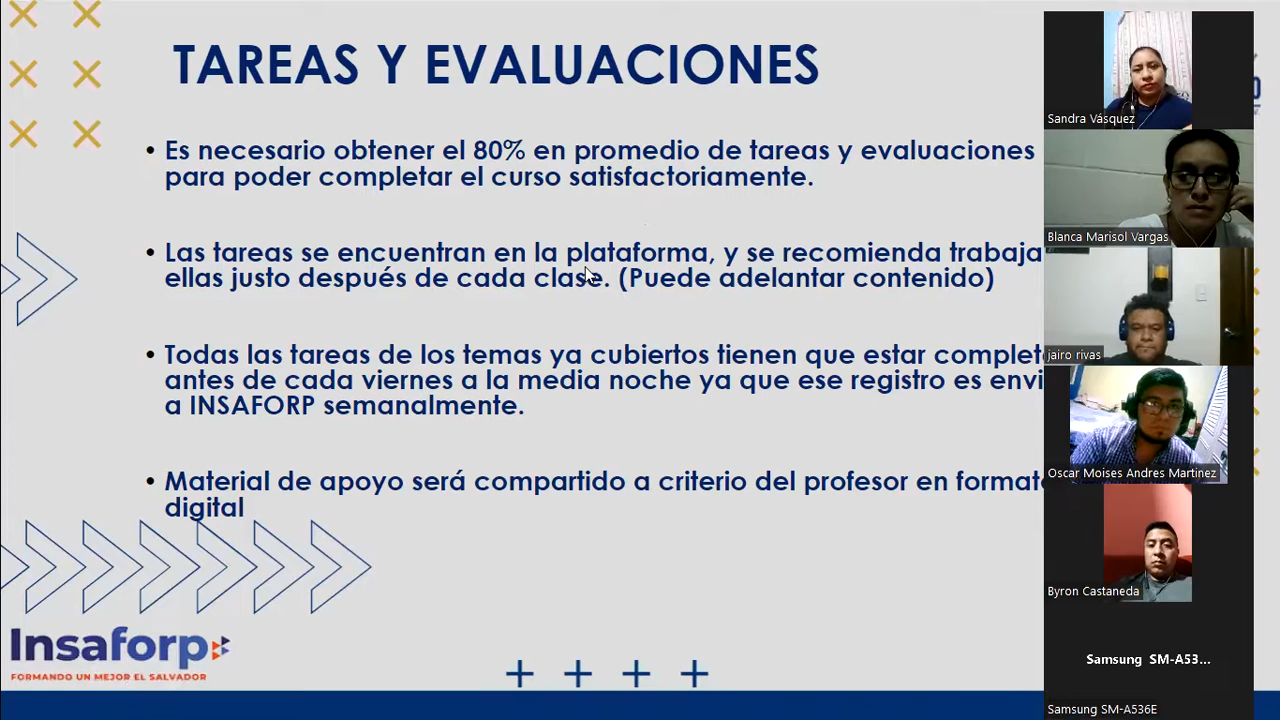 TAREAS Y EVALUACIONES
• Es necesario obtener el 80% en promedio de tareas y evaluaciones
para poder completar el curso satisfactoriamente.
• Las tareas se encuentran en la plataforma, y se recomienda trabaja
ellas justo después de cada clase. (Puede adelantar contenido)
• Todas las tareas de los temas ya cubiertos tienen que estar complet
antes de cada viernes a la media noche ya que ese registro es envi
a INSAFORP semanalmente.
• Material de apoyo será compartido a criterio del profesor en format
digital
Insaforp
FORMANDO UN MEJOR EL SALVADOR
Sandra Vásquez
Blanca Marisol Vargas
jairo rivas
Oscar Moises Andres Martinez
Byron Castaneda
Samsung SM-A53...
Samsung SM-A536E